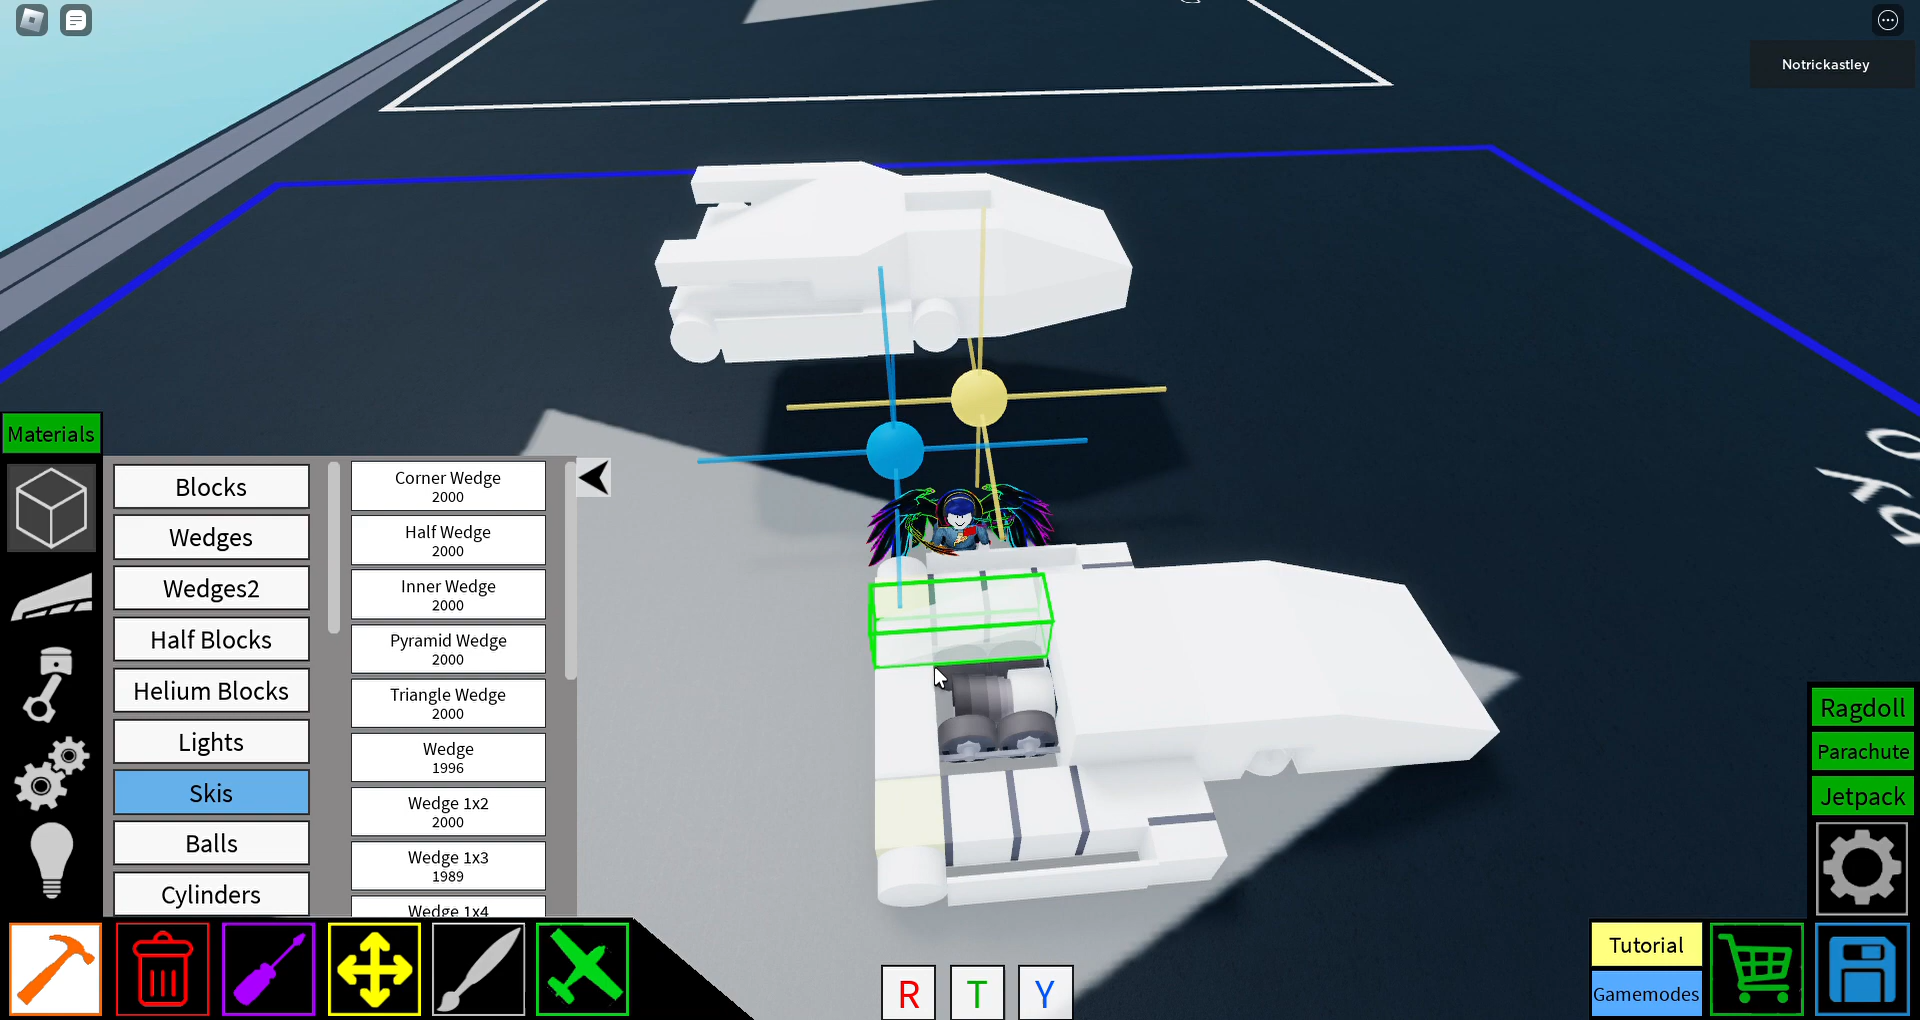 Notrickastley
Materials
Blocks
Wedges
Wedges2
Half Blocks
Helium Blocks
Lights
Skis
Balls
Cylinders
Corner Wedge
2000
Half Wedge
2000
Inner Wedge
2000
Pyramid Wedge
2000
Triangle Wedge
2000
Wedge
1996
Wedge 1x2
2000
Wedge 1x3
1989
Wedge 1x4
Ragdoll
Parachute
Jetpack
Tutorial
Gamemodes
R
T
Y